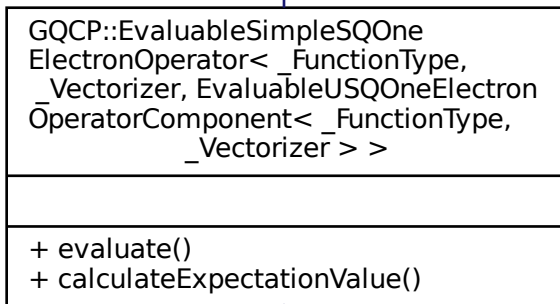 GQCP::EvaluableSimpleSQOne
ElectronOperator< _FunctionType,
_Vectorizer, EvaluableUSQOneElectron
OperatorComponent< _FunctionType,
_Vectorizer > >
+ evaluate()
+ calculateExpectationValue()